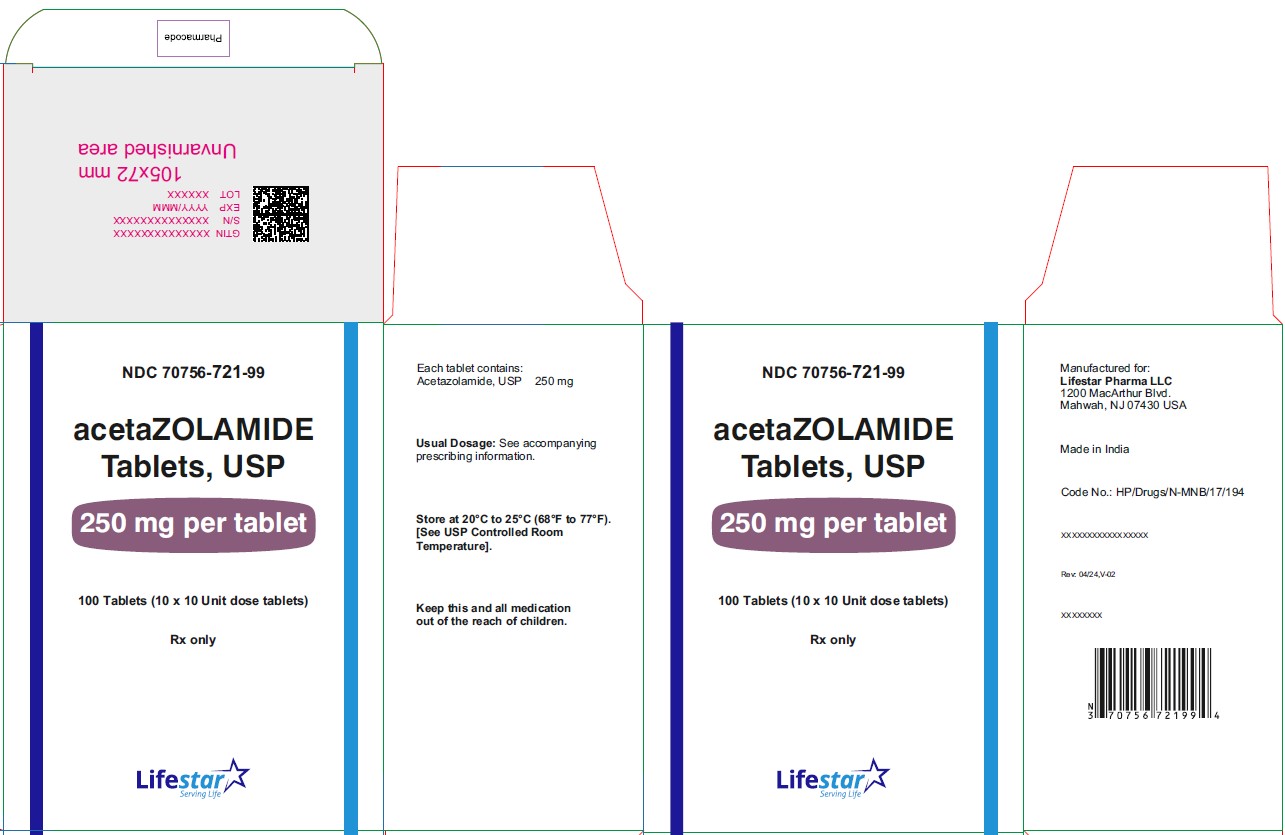 Pharmacode
Unvarnished area
105x72 mm
GTIN XXXXXXXXXXXXXX
S/N XXXXXXXXXXXXXX
EXP YYYY/MMM
LOT XXXXXX
NDC 70756-721-99
acetaZOLAMIDE
Tablets, USP
250 mg per tablet
100 Tablets (10 x 10 Unit dose tablets)
Rx only
Lifestar
Serving Life
Each tablet contains:
Acetazolamide, USP 250 mg
Usual Dosage: See accompanying
prescribing information.
Store at 20°C to 25°C (68°F to 77°F).
[See USP Controlled Room
Temperature].
Keep this and all medication
out of the reach of children.
NDC 70756-721-99
acetaZOLAMIDE
Tablets, USP
250 mg per tablet
100 Tablets (10 x 10 Unit dose tablets)
Rx only
Lifestar
Serving Life
Manufactured for:
Lifestar Pharma LLC
1200 MacArthur Blvd.
Mahwah, NJ 07430 USA
Made in India
Code No.: HP/Drugs/N-MNB/17/194
xxxxxxxxxxxxxxxxx
Rev: 04/24,V-02
xxxxxxxx
N
3 70756 72199 4